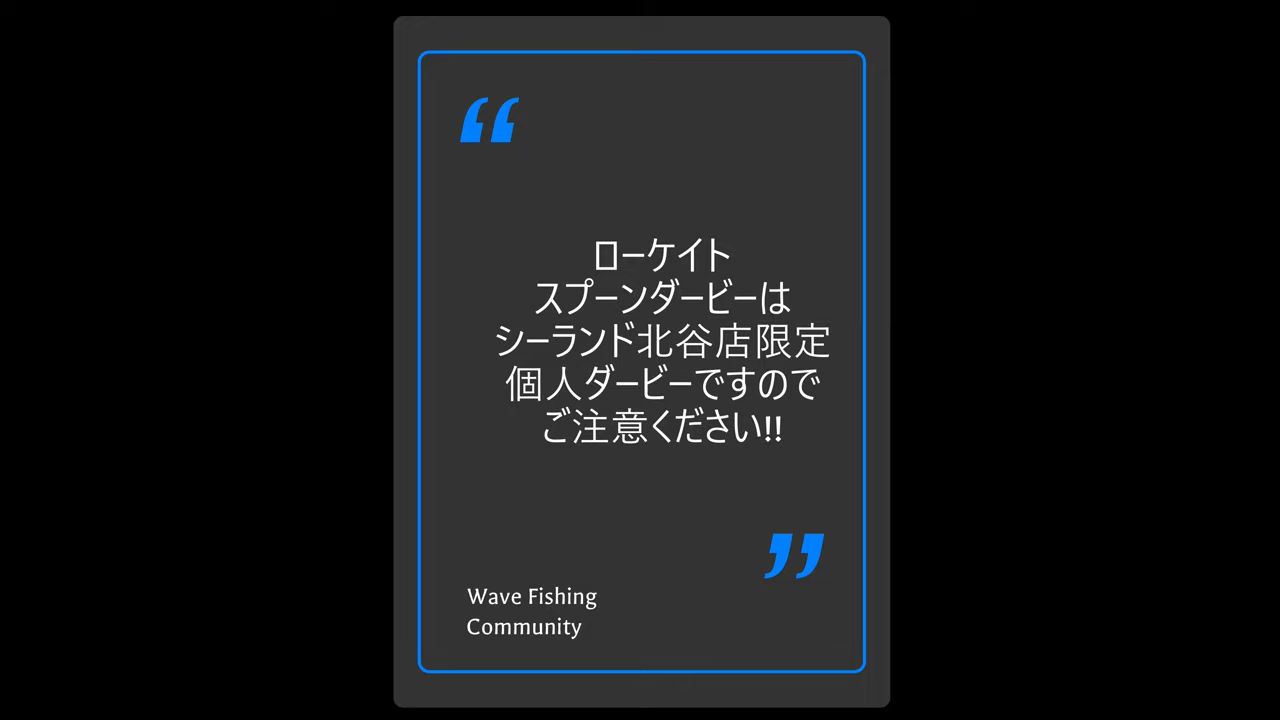 “
ローケイト
スプーンダービーは
シーランド北谷店限定
個人ダービーですので
ご注意ください!!
”
Wave Fishing
Community